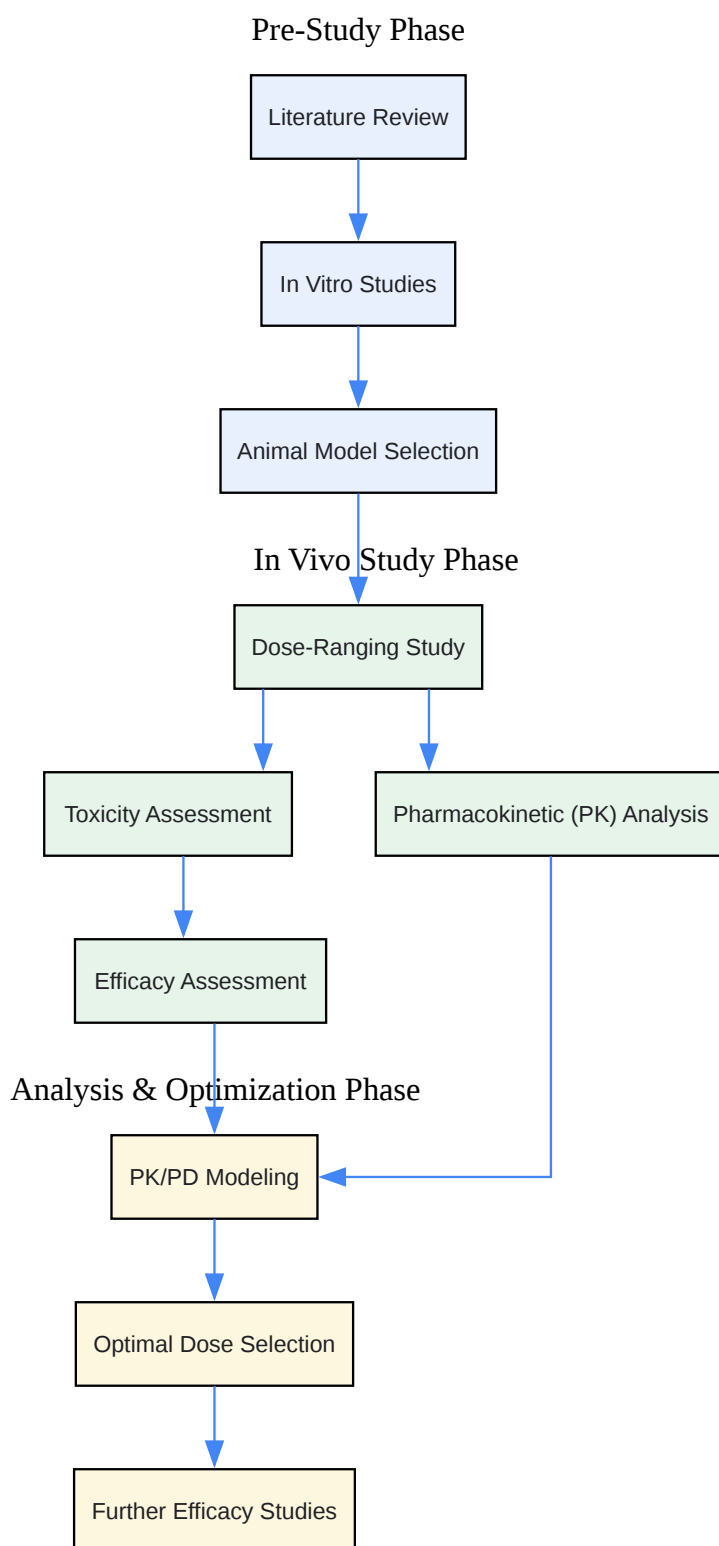 Pre-Study Phase
Literature Review
In Vitro Studies
Animal Model Selection
In Vivo Study Phase
Dose-Ranging Study
Toxicity Assessment
Pharmacokinetic (PK) Analysis
Efficacy Assessment
Analysis & Optimization Phase
PK/PD Modeling
Optimal Dose Selection
Further Efficacy Studies